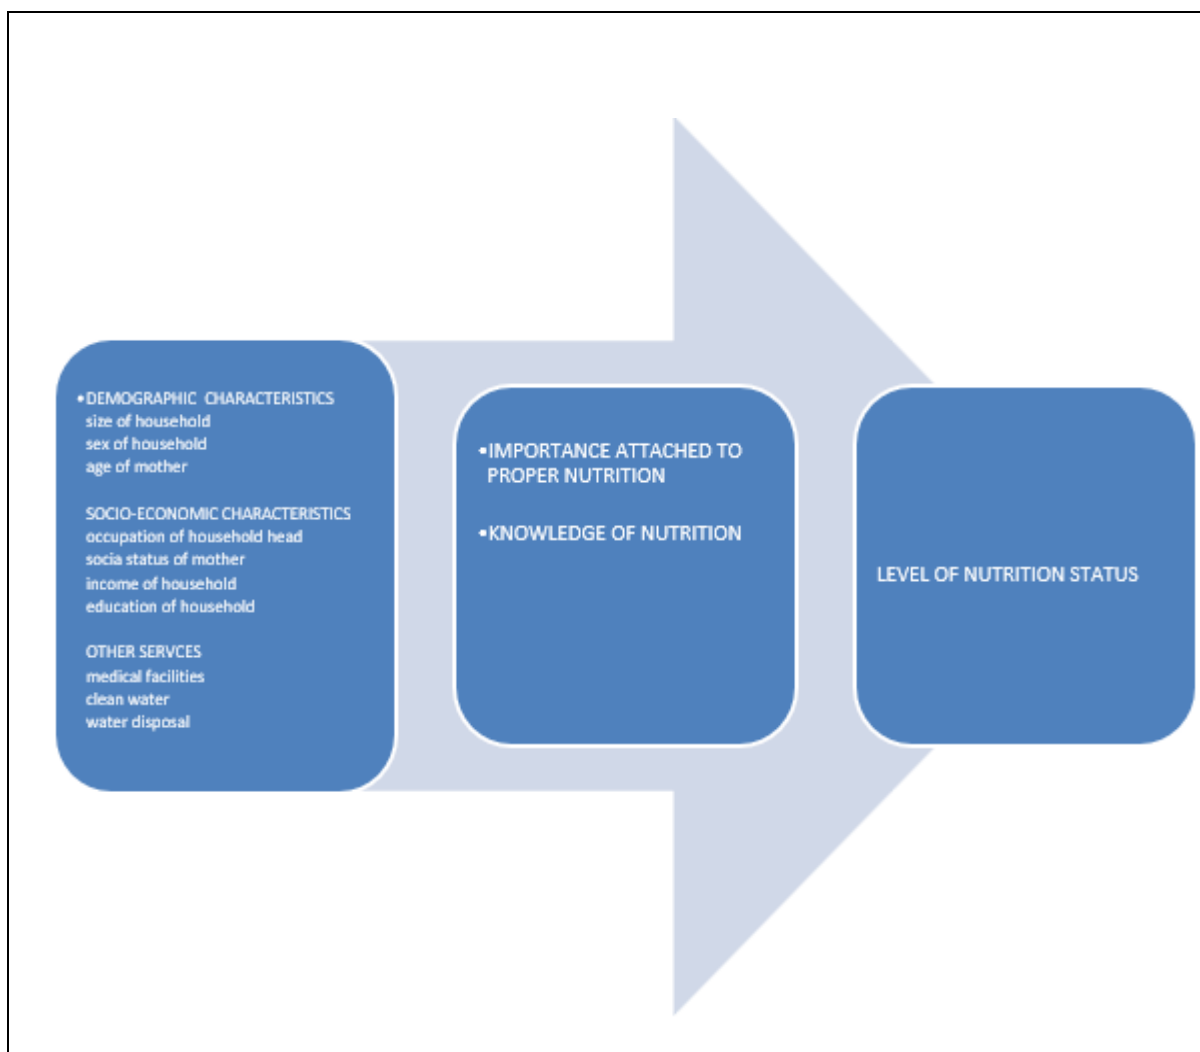 •DEMOGRAPHIC CHARACTERISTICS
size of household
sex of household
age of mother
SOCIO-ECONOMIC CHARACTERISTICS
occupation of household head
socia status of mother
income of household
education of household
OTHER SERVCES
medical facilities
clean water
water disposal
•IMPORTANCE ATTACHED TO
PROPER NUTRITION
•KNOWLEDGE OF NUTRITION
LEVEL OF NUTRITION STATUS